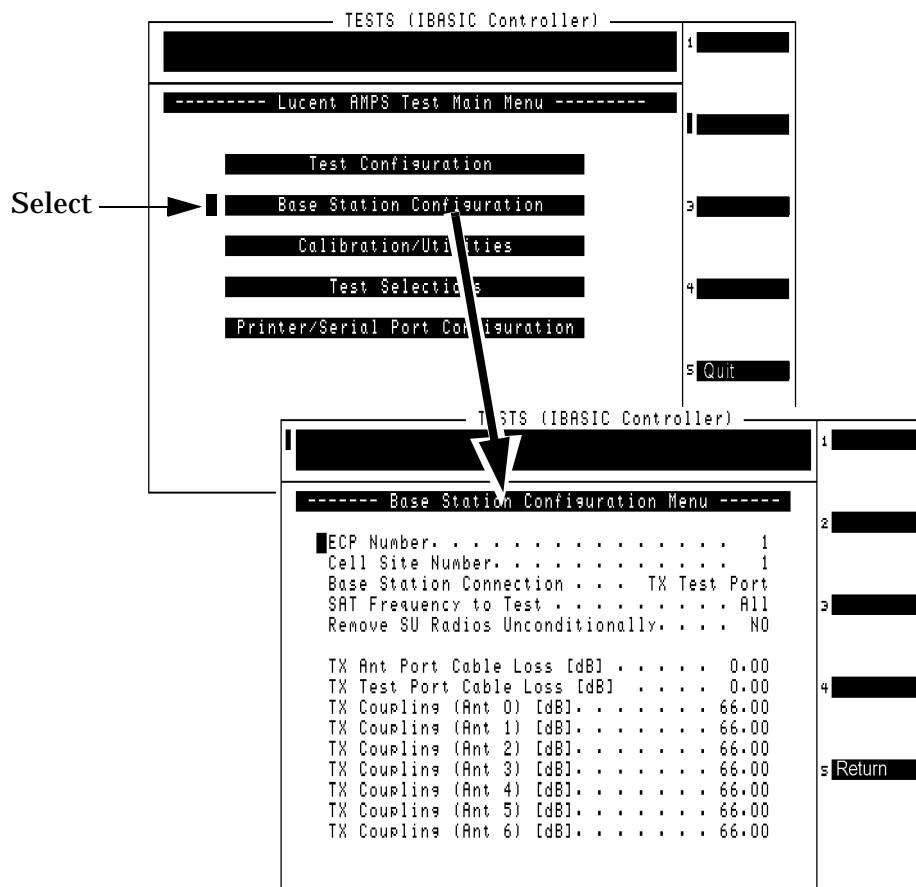 TESTS (IBASIC Controller)
1
--------- Lucent AMPS Test Main Menu ---------
Test Configuration
Select
Base Station Configuration
3
Calibration/Utilities
Test Selections
4
Printer/Serial Port Configuration
5 Quit
TESTS (IBASIC Controller)
1
------- Base Station Configuration Menu ------
2
ECP Number. . . . . . . . . . . . . . . 1
Cell Site Number. . . . . . . . . . . . . 1
Base Station Connection . . . TX Test Port
SAT Frequency to Test . . . . . . . . . . All
3
Remove SU Radios Unconditionally. . . . NO
TX Ant Port Cable Loss [dB] . . . . . 0.00
TX Test Port Cable Loss [dB] . . . . 0.00
4
TX Coupling (Ant 0) [dB]. . . . . . . 66.00
TX Coupling (Ant 1) [dB]. . . . . . . 66.00
TX Coupling (Ant 2) [dB]. . . . . . . 66.00
TX Coupling (Ant 3) [dB]. . . . . . . 66.00
5 Return
TX Coupling (Ant 4) [dB]. . . . . . . 66.00
TX Coupling (Ant 5) [dB]. . . . . . . 66.00
TX Coupling (Ant 6) [dB]. . . . . . . 66.00